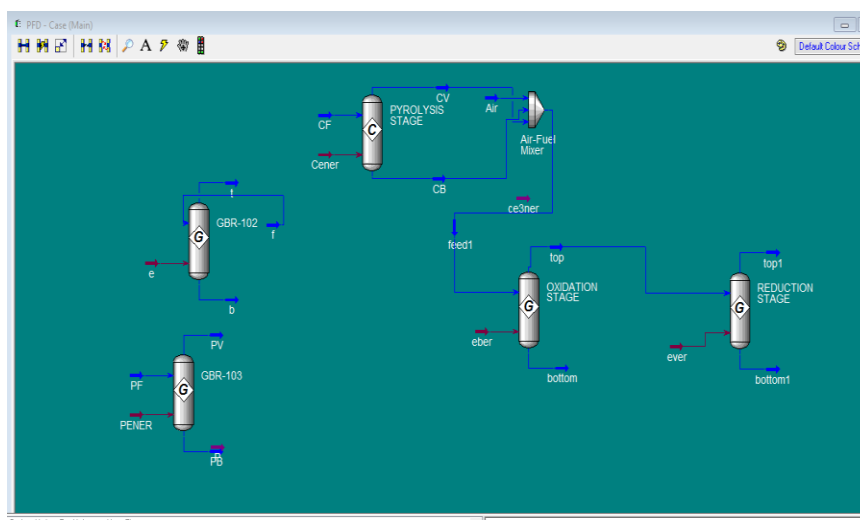 PFD - Case (Main)
A
Default Colour Sch
CV
Air
PYROLYSIS
STAGE
CF
C
Air-Fuel
Mixer
Cener
CB
t
ce3ner
GBR-102
f
G
feed1
top
top1
e
OXIDATION
STAGE
REDUCTION
STAGE
G
G
b
eber
ever
PV
bottom
bottom1
GBR-103
PF
G
PENER
PB